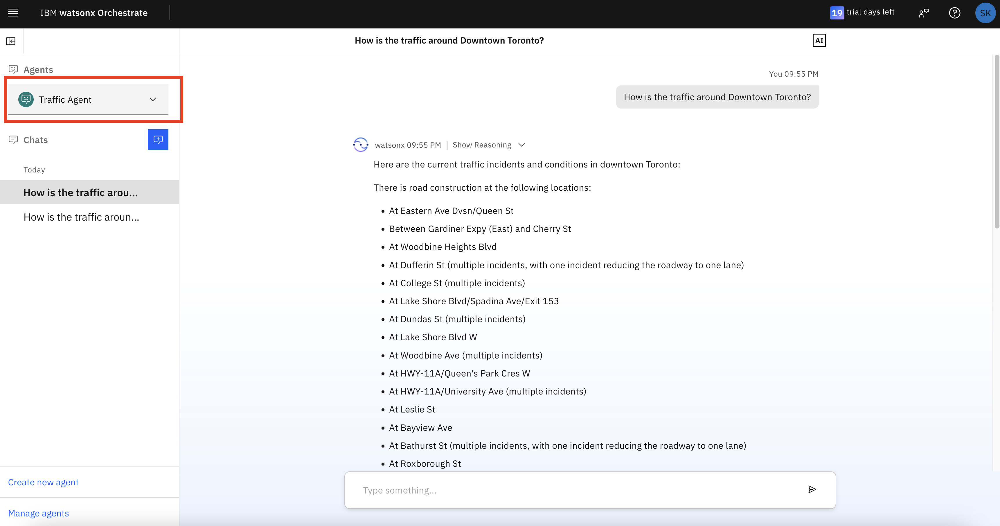 IBM watsonx Orchestrate
19 trial days left
SK
How is the traffic around Downtown Toronto?
AI
Agents
Traffic Agent
Chats
Today
How is the traffic arou...
How is the traffic aroun...
Create new agent
Manage agents
You 09:55 PM
How is the traffic around Downtown Toronto?
watsonx 09:55 PM
Show Reasoning
Here are the current traffic incidents and conditions in downtown Toronto:
There is road construction at the following locations:
• At Eastern Ave Dvsn/Queen St
• Between Gardiner Expy (East) and Cherry St
• At Woodbine Heights Blvd
• At Dufferin St (multiple incidents, with one incident reducing the roadway to one lane)
• At College St (multiple incidents)
• At Lake Shore Blvd/Spadina Ave/Exit 153
• At Dundas St (multiple incidents)
• At Lake Shore Blvd W
• At Woodbine Ave (multiple incidents)
• At HWY-11A/Queen's Park Cres W
• At HWY-11A/University Ave (multiple incidents)
• At Leslie St
• At Bayview Ave
• At Bathurst St (multiple incidents, with one incident reducing the roadway to one lane)
• At Roxborough St
Type something...